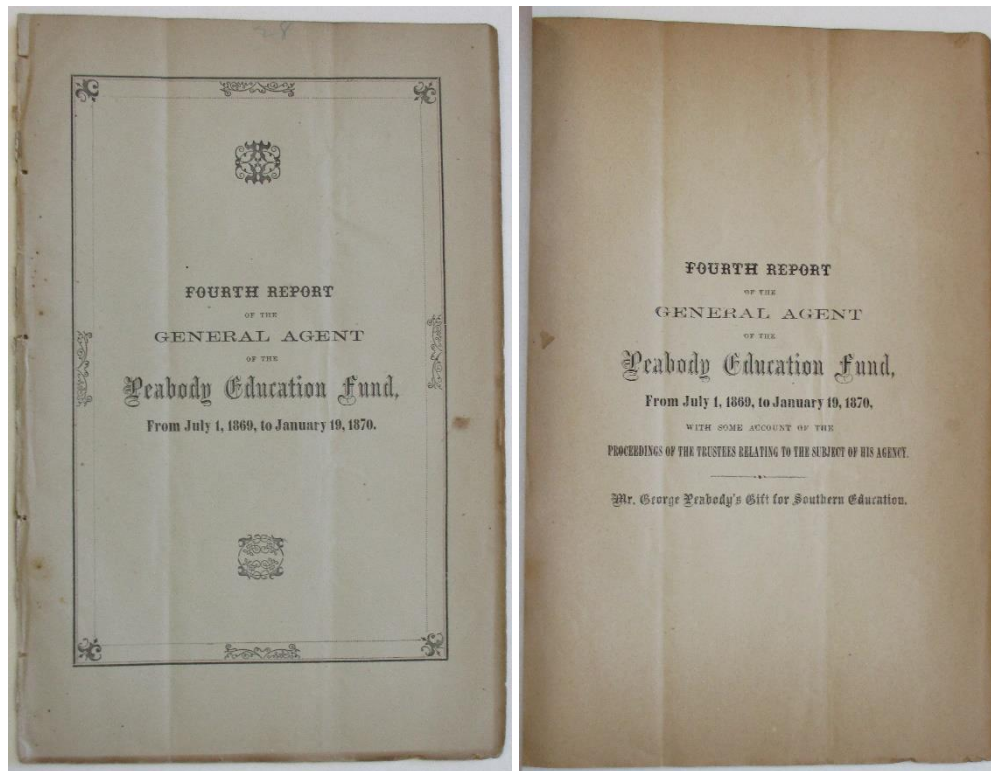 28
FOURTH REPORT
OF THE
GENERAL AGENT
OF THE
Peabody Education Fund,
From July 1, 1869, to January 19, 1870.
FOURTH REPORT
OF THE
GENERAL AGENT
OF THE
Peabody Education Fund,
From July 1, 1869, to January 19, 1870,
WITH SOME ACCOUNT OF THE
PROCEEDINGS OF THE TRUSTEES RELATING TO THE SUBJECT OF HIS AGENCY.
Mr. George Peabody's Gift for Southern Education.